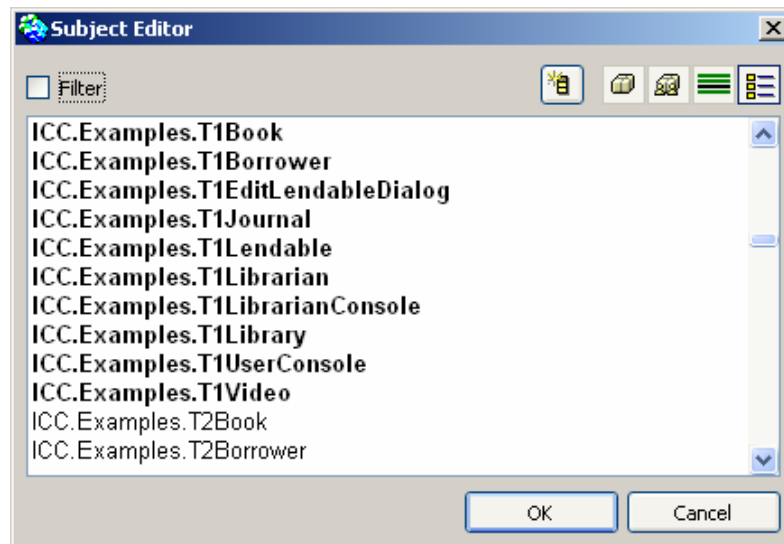 Subject Editor
Filter
ICC.Examples.T1Book
ICC.Examples.T1Borrower
ICC.Examples.T1EditLendableDialog
ICC.Examples.T1Journal
ICC.Examples.T1Lendable
ICC.Examples.T1Librarian
ICC.Examples.T1LibrarianConsole
ICC.Examples.T1Library
ICC.Examples.T1UserConsole
ICC.Examples.T1Video
ICC.Examples.T2Book
ICC.Examples.T2Borrower
OK Cancel